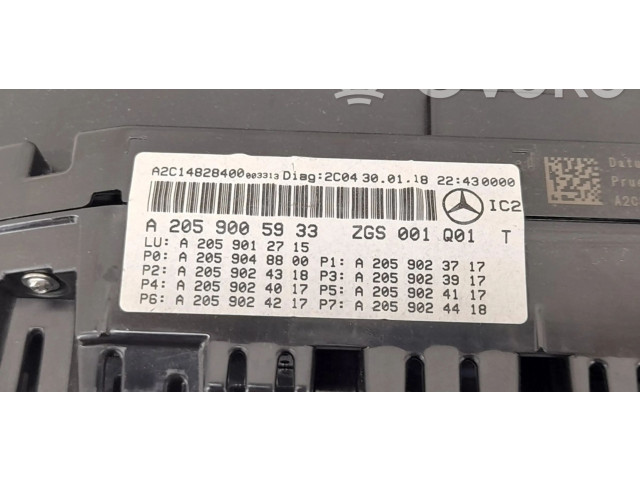 A2C14828400003313 Diag:2C04 30.01.18 22:430000
IC2
A 205 900 59 33 ZGS 001 Q01 T
LU: A 205 901 27 15
P0: A 205 904 88 00 P1: A 205 902 37 17
P2: A 205 902 43 18 P3: A 205 902 39 17
P4: A 205 902 40 17 P5: A 205 902 41 17
P6: A 205 902 42 17 P7: A 205 902 44 18
A2C